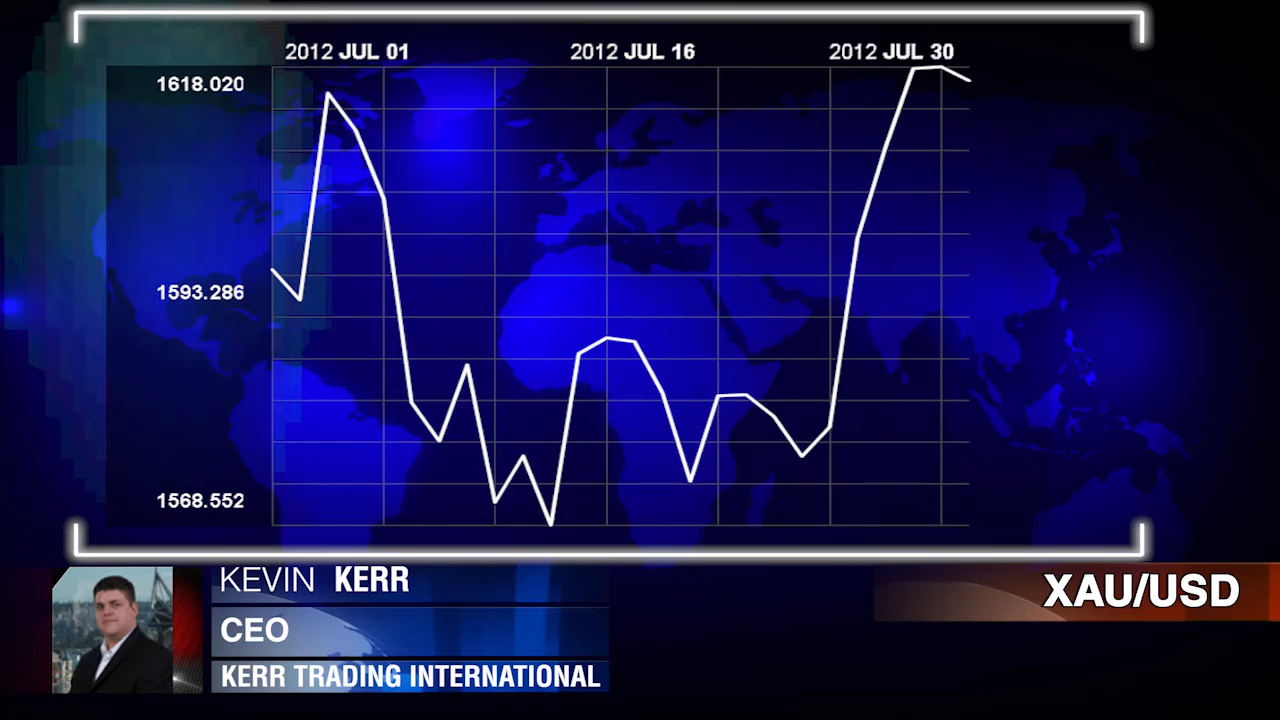 2012 JUL 01
2012 JUL 16
2012 JUL 30
1618.020
1593.286
1568.552
KEVIN KERR
CEO
KERR TRADING INTERNATIONAL
XAU/USD